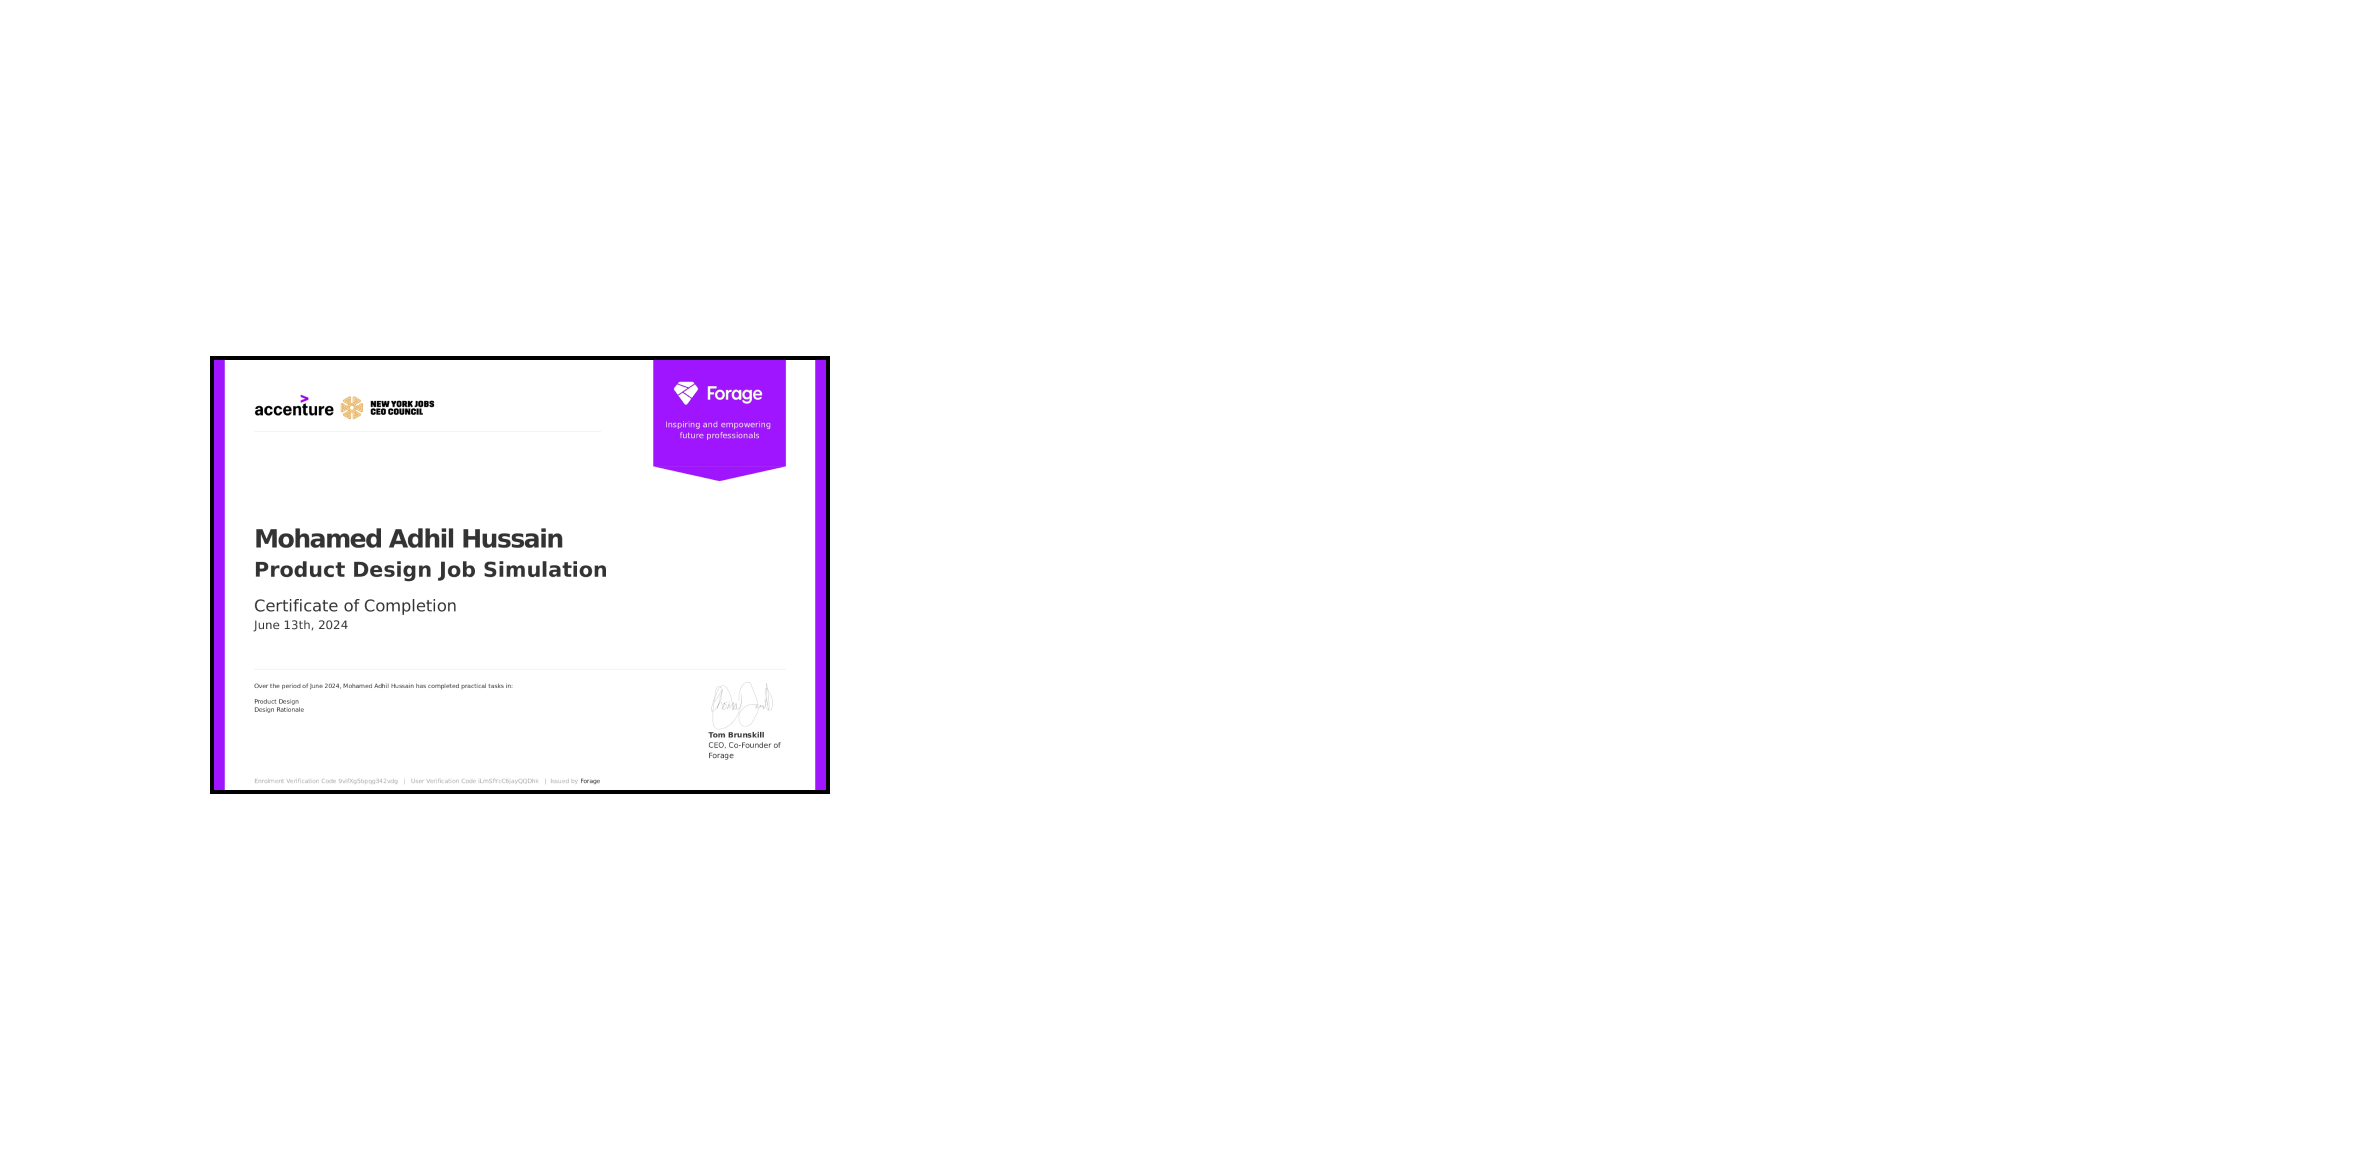 accenture
NEW YORK JOBS
CEO COUNCIL
Forage
Inspiring and empowering
future professionals
Mohamed Adhil Hussain
Product Design Job Simulation
Certificate of Completion
June 13th, 2024
Over the period of June 2024, Mohamed Adhil Hussain has completed practical tasks in:
Product Design
Design Rationale
Tom Brunskill
CEO, Co-Founder of
Forage
Enrolment Verification Code | User Verification Code | Issued by Forage